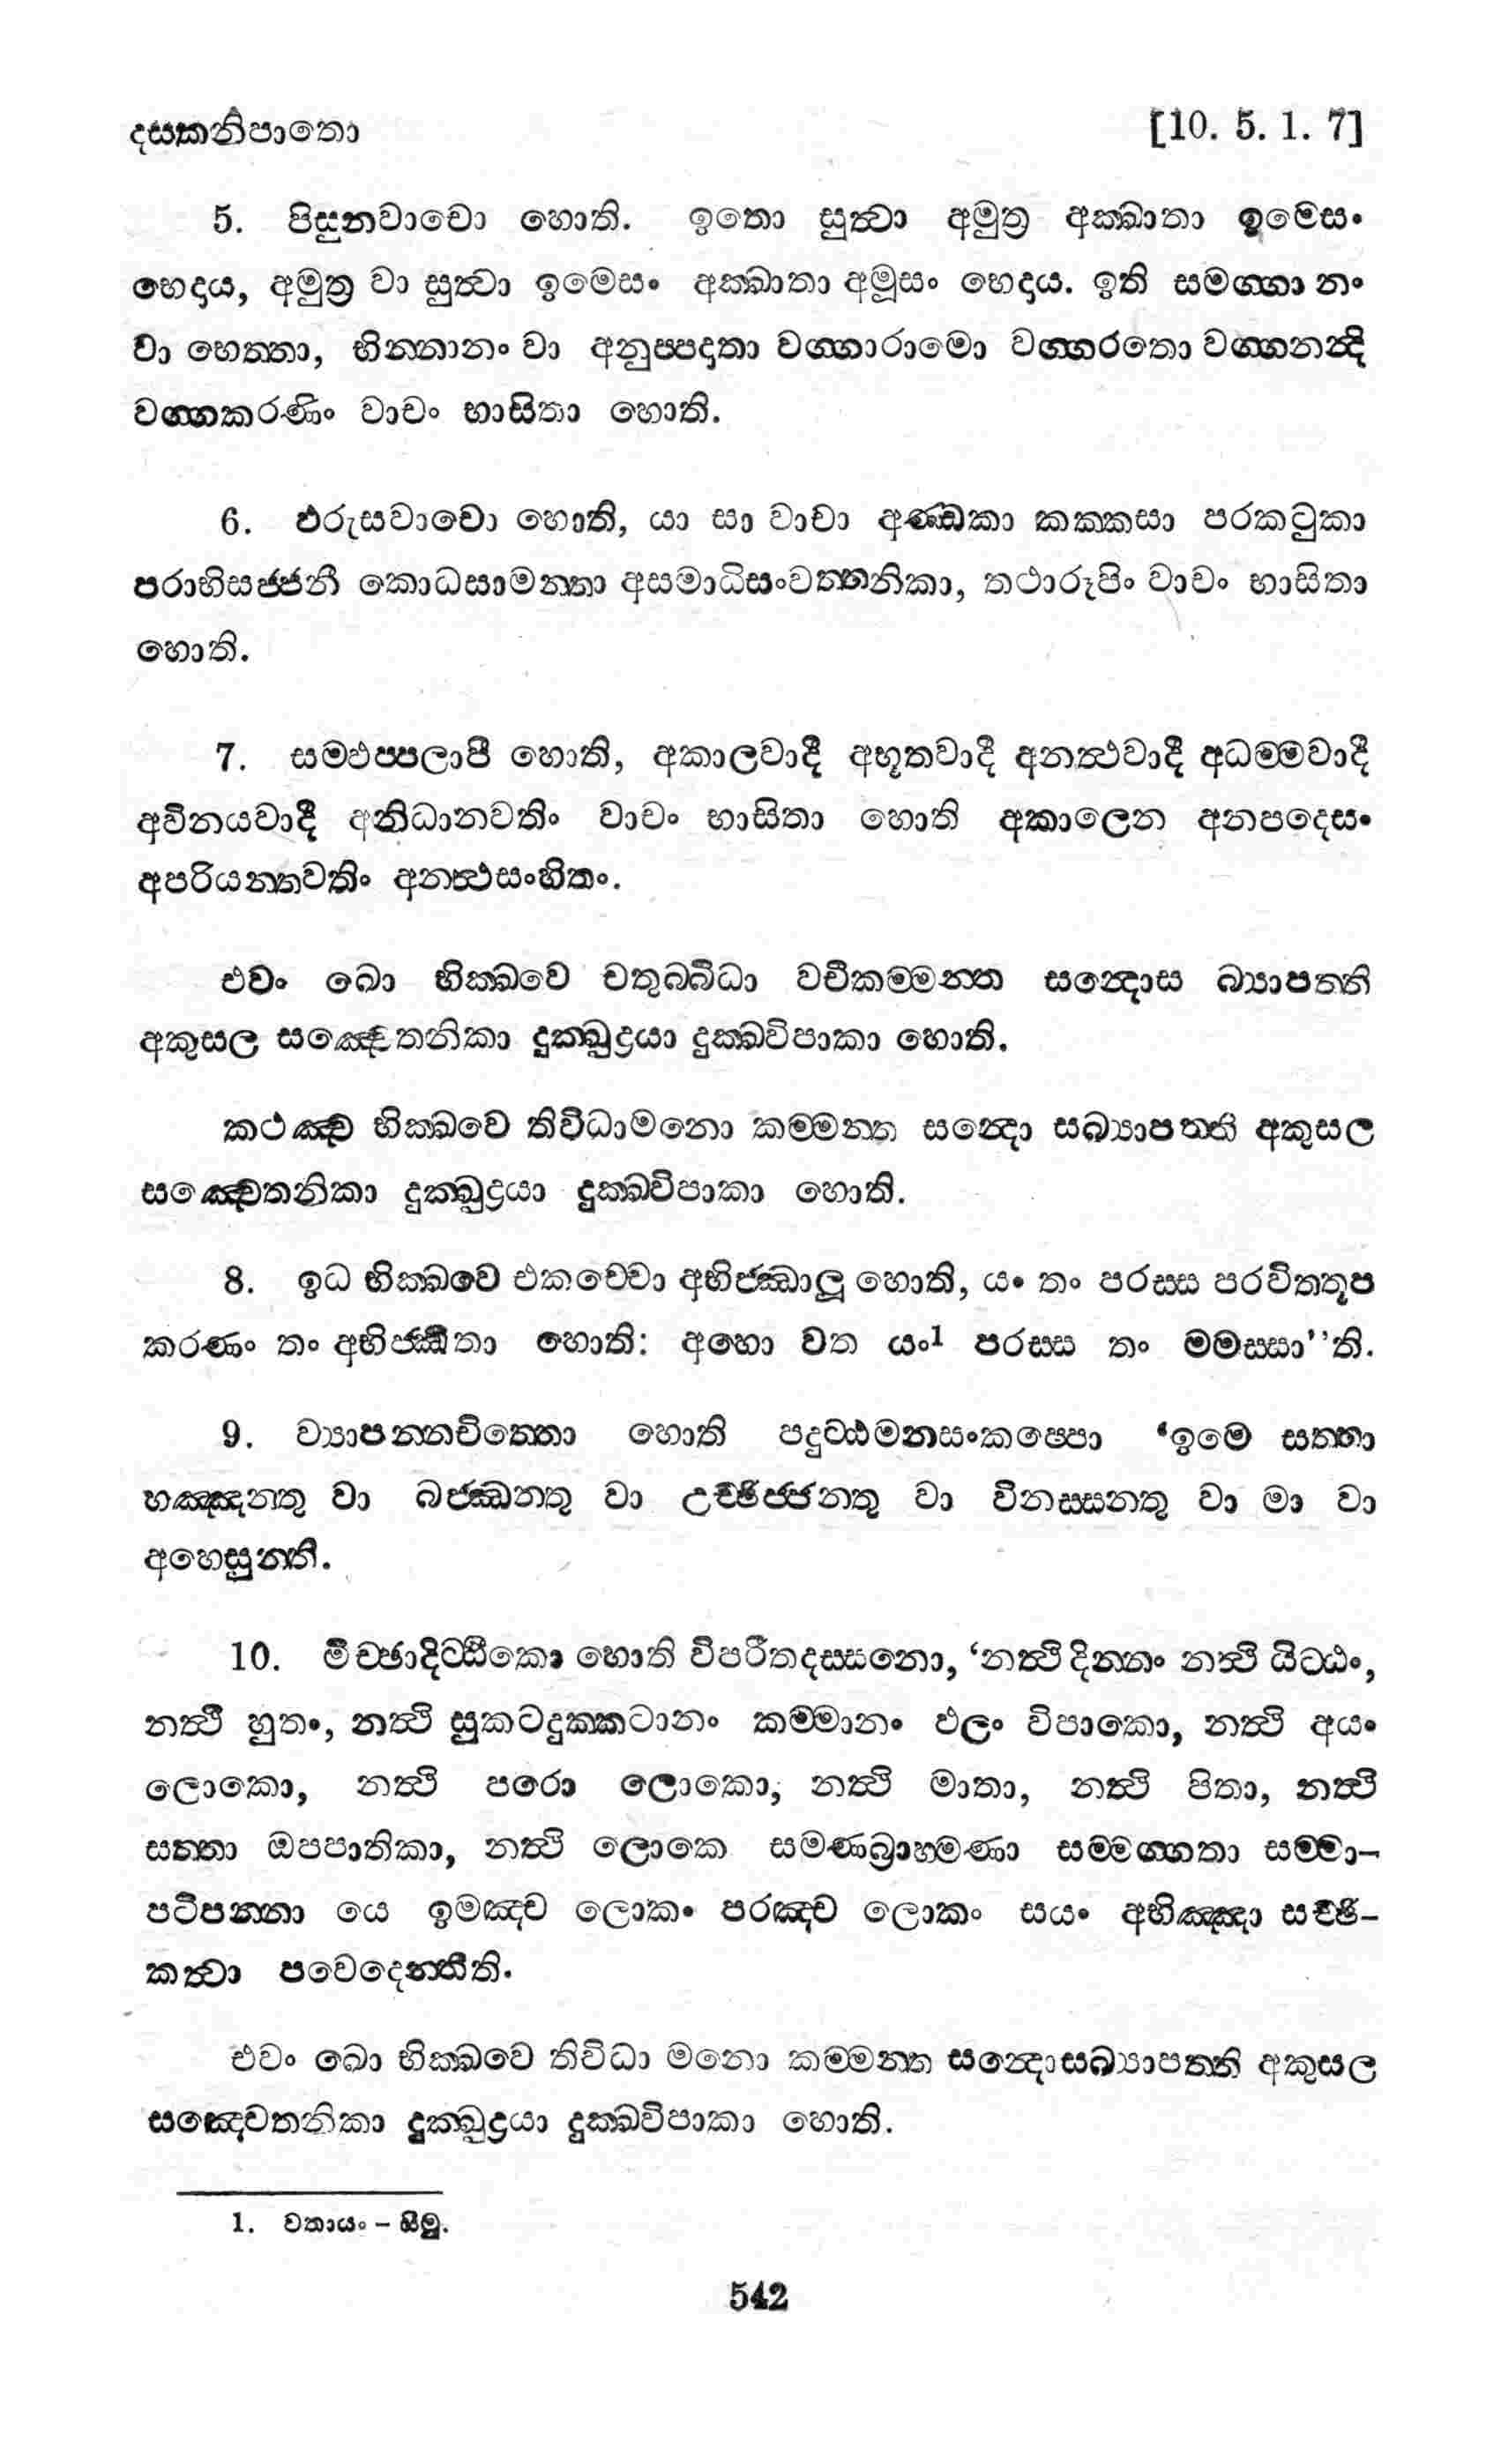 දසකනිපාතො [10. 5. 1. 7]
5. පිසුනවාචො හොති. ඉතො සුත්වා අමුත්‍ර අක්ඛාතා ඉමෙසං
භෙදාය, අමුත්‍ර වා සුත්වා ඉමෙසං අක්ඛාතා අමූසං භෙදාය. ඉති සමග්ගා නං
වා භෙත්තා, භින්නානං වා අනුප්පදාතා වග්ගාරාමො වග්ගරතො වග්ගනන්දි
වග්ගකරණිං වාචං භාසිතා හොති.
6. ඵරුසවාචො හොති, යා සා වාචා අණ්ඩකා කක්කසා පරකටුකා
පරාභිසජ්ජනී කොධසාමන්තා අසමාධිසංවත්තනිකා, තථාරූපිං වාචං භාසිතා
හොති.
7. සම්ඵප්පලාපී හොති, අකාලවාදී අභූතවාදී අනත්ථවාදී අධම්මවාදී
අවිනයවාදී අනිධානවතිං වාචං භාසිතා හොති අකාලෙන අනපදෙසං
අපරියන්තවතිං අනත්ථසංහිතං.
එවං ඛො භික්ඛවෙ චතුබ්බිධා වචීකම්මන්ත සන්දොස බ්‍යාපත්ති
අකුසල සඤ්චෙතනිකා දුක්ඛුද්‍රයා දුක්ඛවිපාකා හොති.
කථඤ්ච භික්ඛවෙ තිවිධාමනො කම්මන්ත සන්දො සබ්‍යාපත්ති අකුසල
සඤ්චෙතනිකා දුක්ඛුද්‍රයා දුක්ඛවිපාකා හොති.
8. ඉධ භික්ඛවෙ එකච්චො අභිජ්ඣාලූ හොති, යං තං පරස්ස පරවිත්තූප
කරණං තං අභිජ්ඣිතා හොති: අහො වත යං1 පරස්ස තං මමස්සා’’ති.
9. ව්‍යාපන්නචිත්තො හොති පදුට්ඨමනසංකප්පො ‘ඉමෙ සත්තා
හඤ්ඤන්තු වා බජ්ඣන්තු වා උච්ඡිජ්ජන්තු වා විනස්සන්තු වා මා වා
අහෙසුන්ති.
10. මිච්ඡාදිට්ඨිකො හොති විපරීතදස්සනො, ‘නත්ථි දින්නං නත්ථි යිට්ඨං,
නත්ථි හුතං, නත්ථි සුකටදුක්කටානං කම්මානං ඵලං විපාකො, නත්ථි අයං
ලොකො, නත්ථි පරො ලොකො, නත්ථි මාතා, නත්ථි පිතා, නත්ථි
සත්තා ඔපපාතිකා, නත්ථි ලොකෙ සමණබ්‍රාහ්මණා සම්මග්ගතා සම්මා-
පටිපන්නා යෙ ඉමඤ්ච ලොකං පරඤ්ච ලොකං සයං අභිඤ්ඤා සච්ඡි-
කත්වා පවෙදෙන්තීති.
එවං ඛො භික්ඛවෙ තිවිධා මනො කම්මන්ත සන්දොසබ්‍යාපත්ති අකුසල
සඤ්චෙතනිකා දුක්ඛුද්‍රයා දුක්ඛවිපාකා හොති.
1. වතායං – සීමු.
542